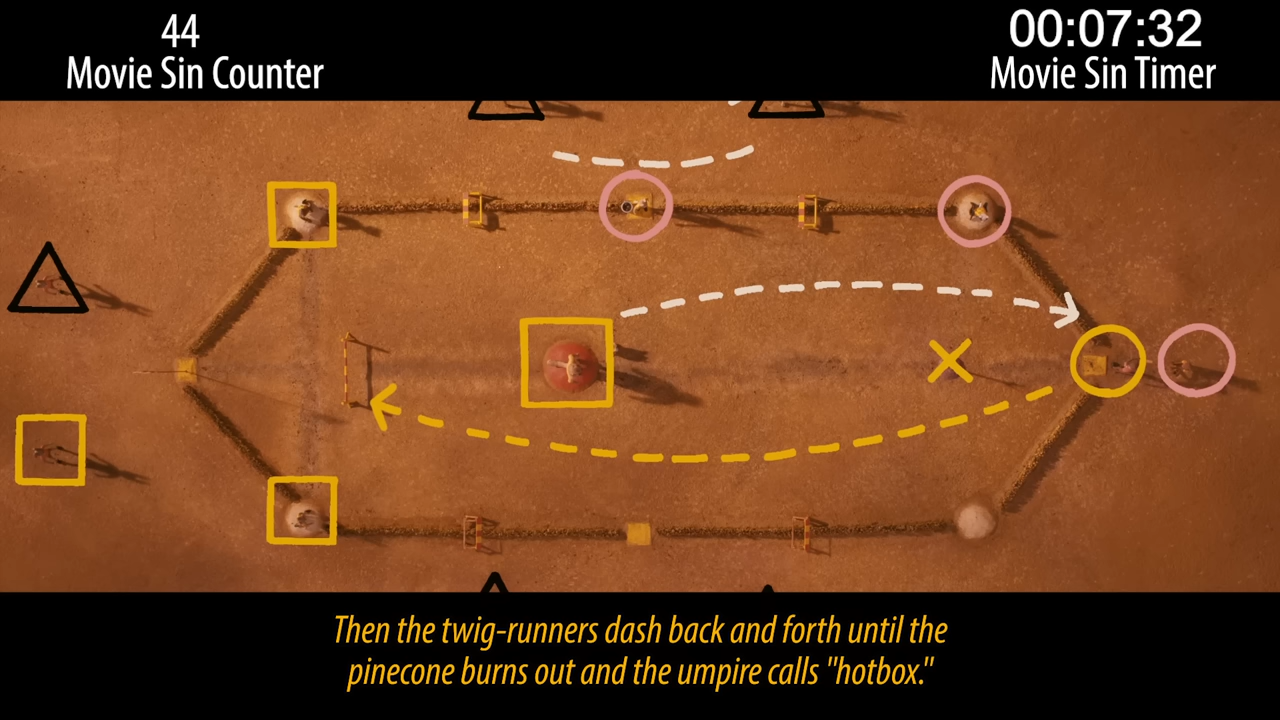 44
Movie Sin Counter
00:07:32
Movie Sin Timer
Then the twig-runners dash back and forth until the
pinecone burns out and the umpire calls "hotbox."